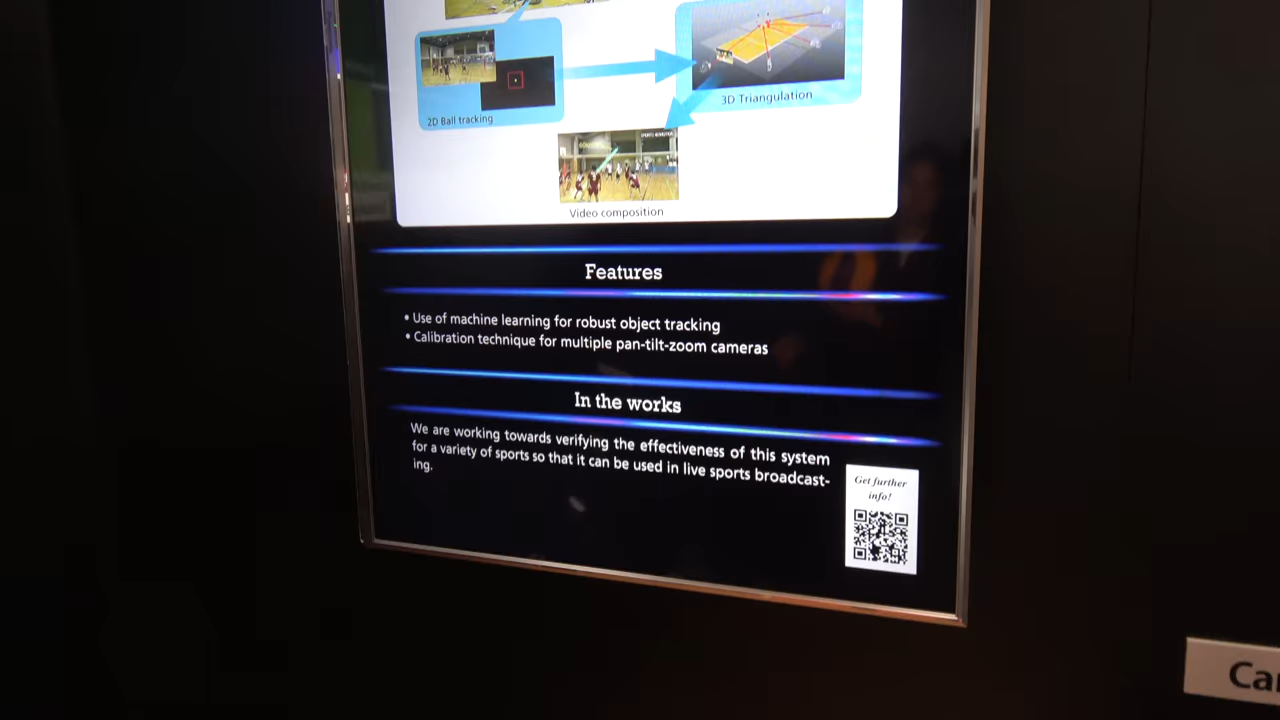 3D Triangulation
2D Ball tracking
Video composition
Features
• Use of machine learning for robust object tracking
• Calibration technique for multiple pan-tilt-zoom cameras
In the works
We are working towards verifying the effectiveness of this system
for a variety of sports so that it can be used in live sports broadcast-
ing.
Get further
info!